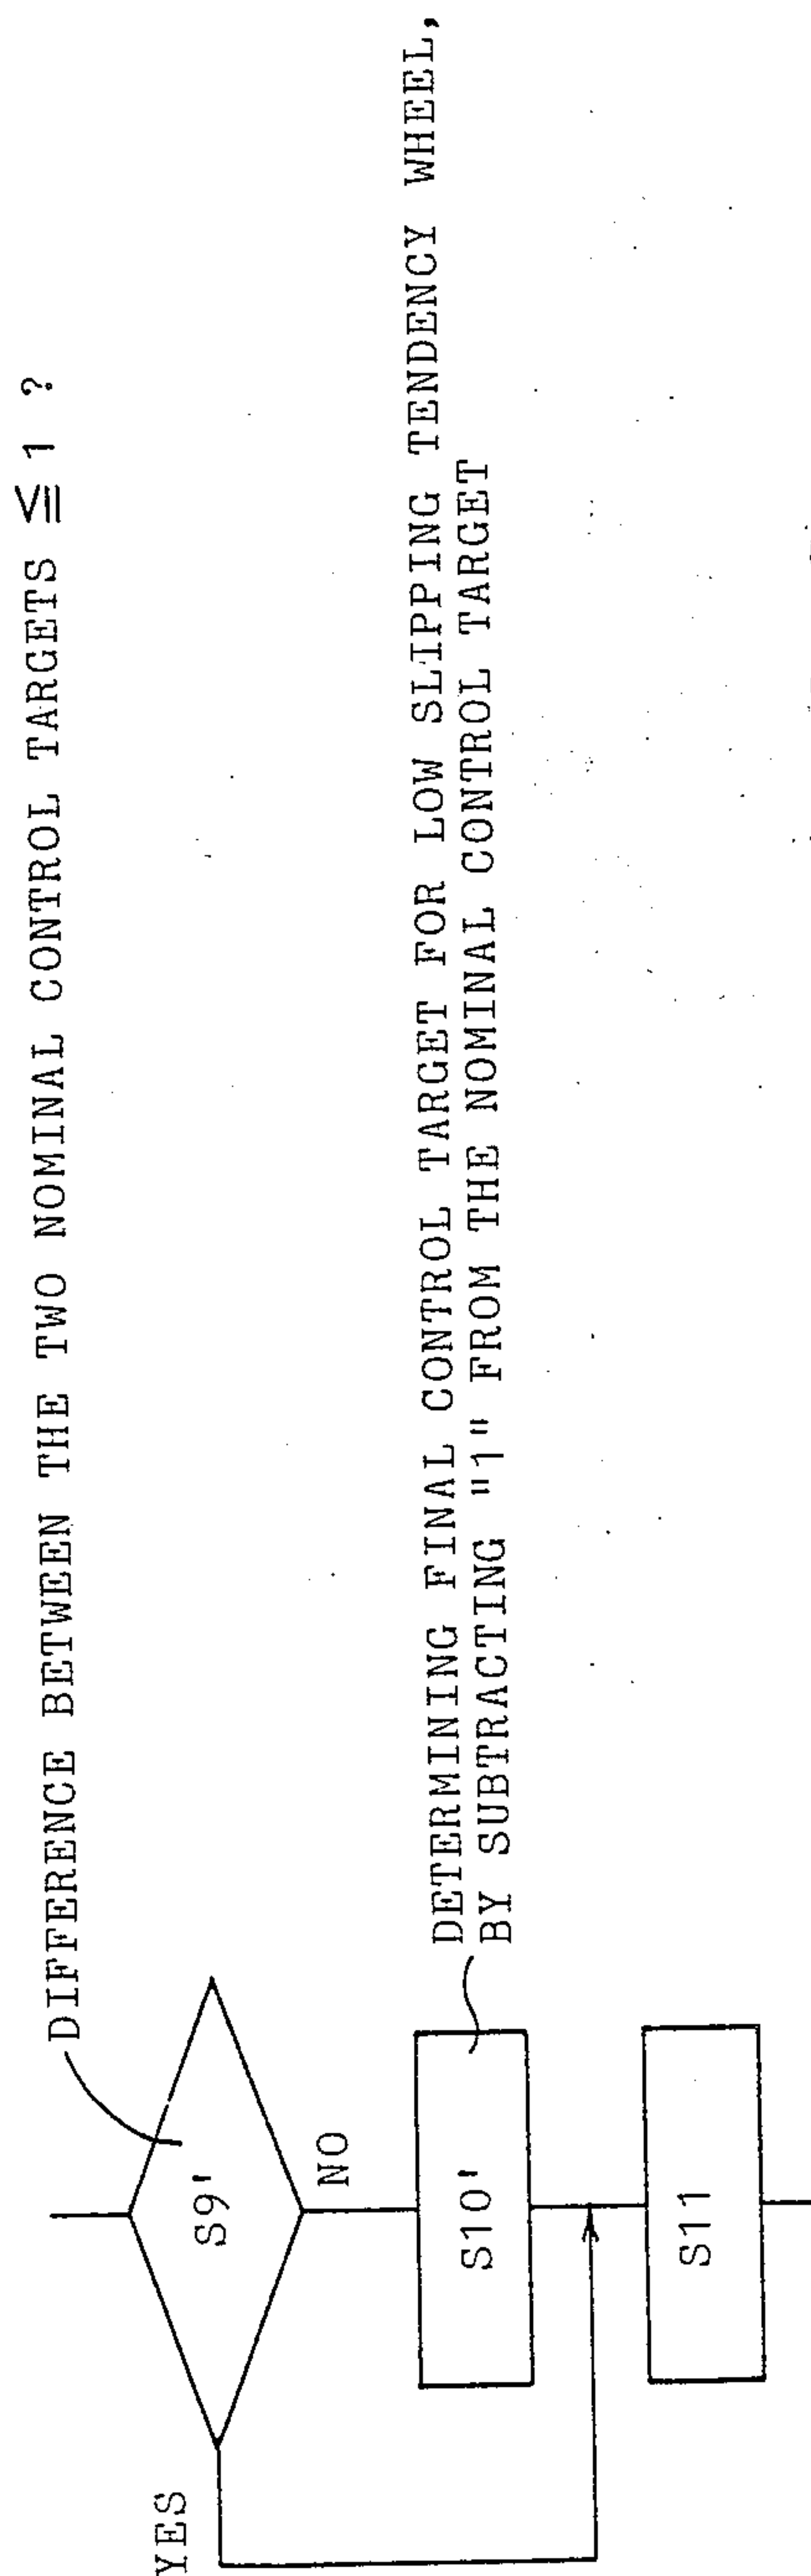 DIFFERENCE BETWEEN THE TWO NOMINAL CONTROL TARGETS ≦ 1 ?
S9'
YES
NO
DETERMINING FINAL CONTROL TARGET FOR LOW SLIPPING TENDENCY WHEEL,
BY SUBTRACTING "1" FROM THE NOMINAL CONTROL TARGET
S10'
S11